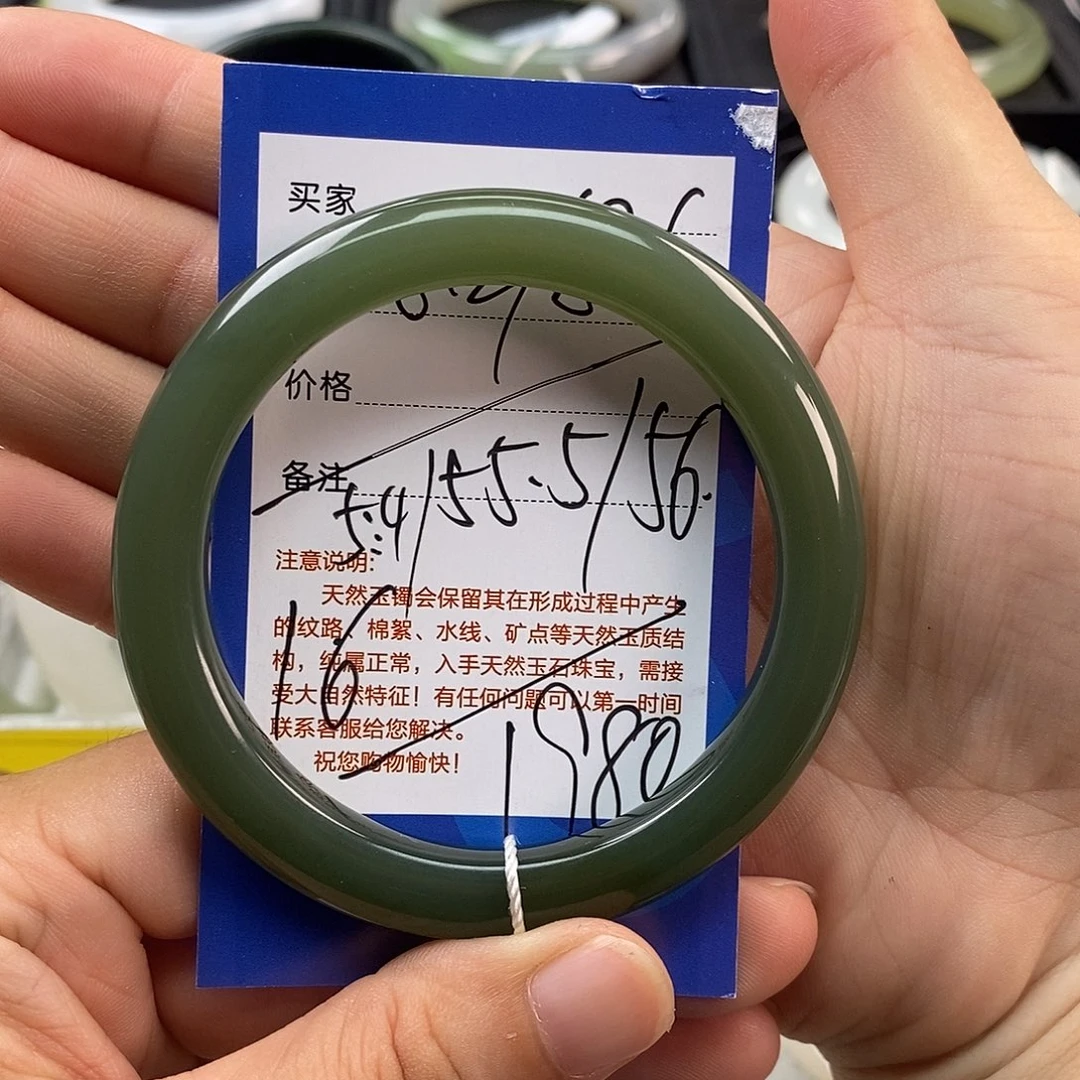 买家
价格
备注
5.4/55.5/56.
注意说明:
天然玉镯会保留其在形成过程中产生
的纹路、棉絮、水线、矿点等天然玉质结
构，纯属正常，入手天然玉石珠宝，需接
受大自然特征！有任何问题可以第一时间
联系客服给您解决。
祝您购物愉快！
16
1980